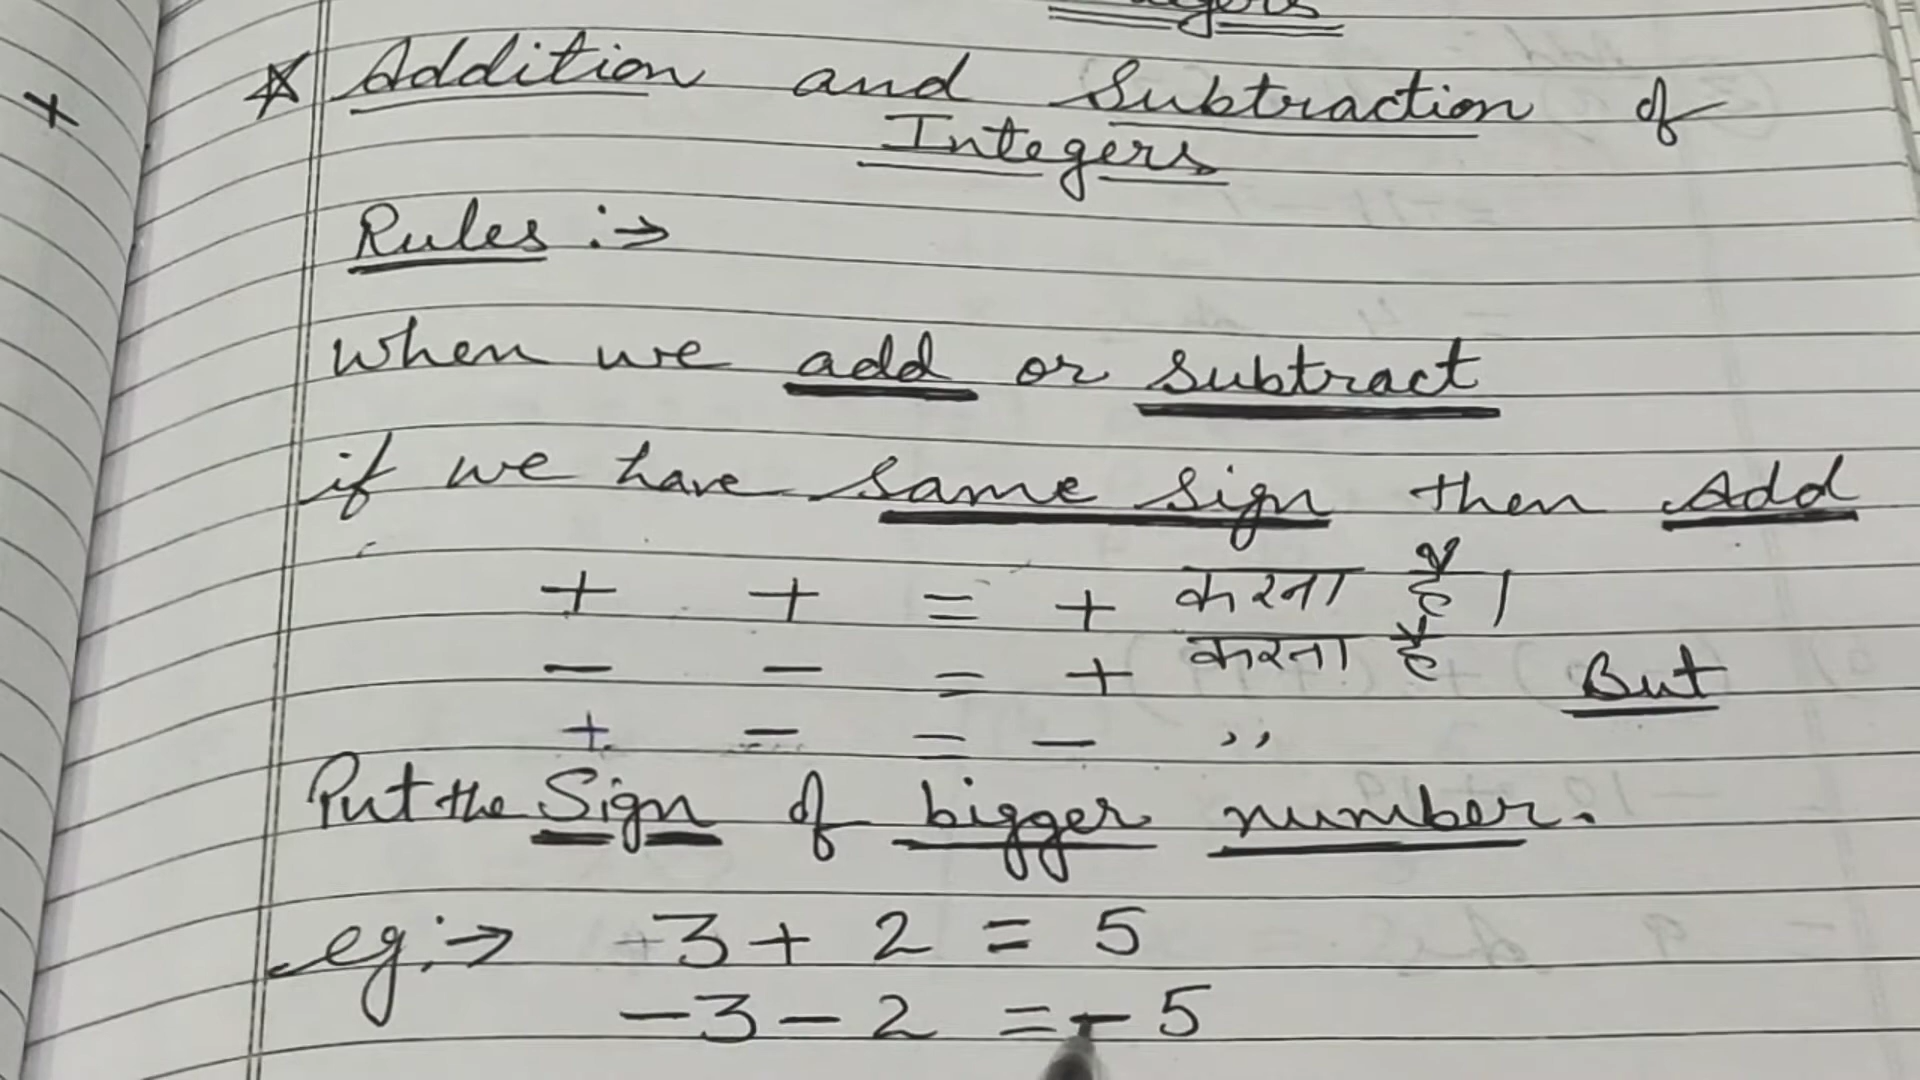 ☆ Addition and Subtraction of
Integers
Rules :→
When we add or subtract
if we have same sign then Add
+ + = + करना है।
- - = + करना है But
+ - = - ,,
Put the Sign of bigger number.
eg:→ 3 + 2 = 5
-3 - 2 = - 5